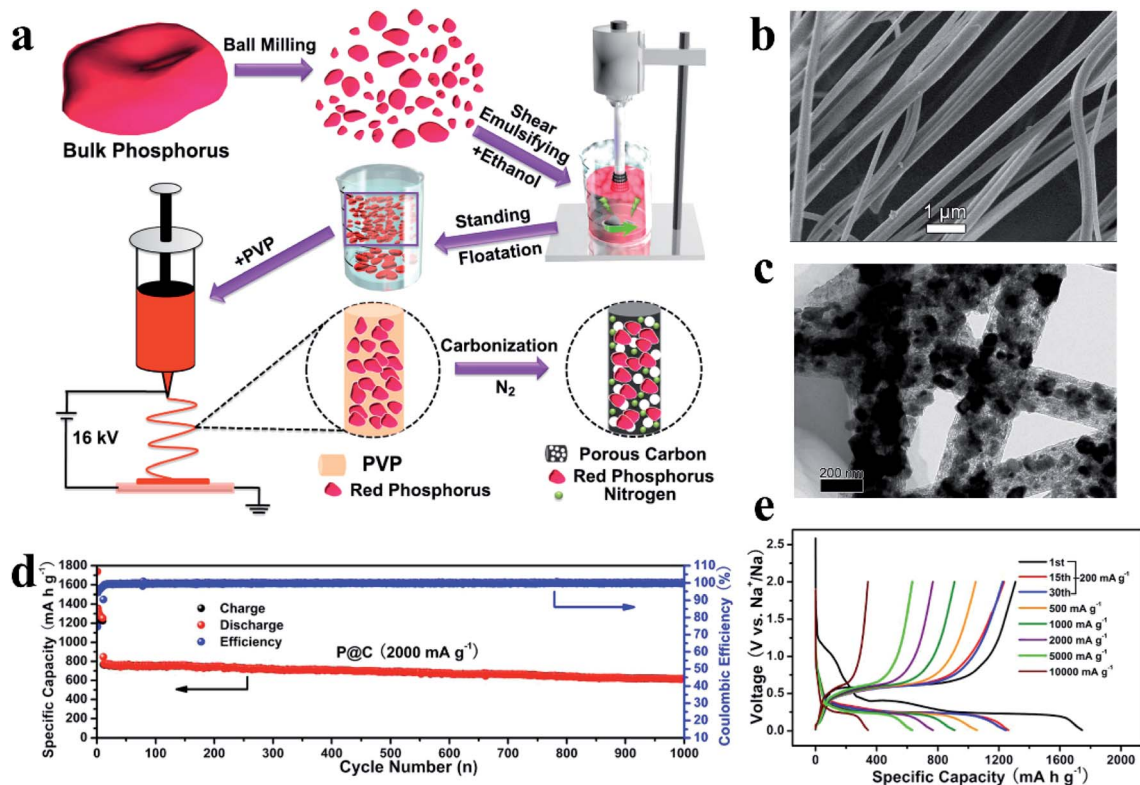 a
Bulk Phosphorus
Ball Milling
Shear
Emulsifying
+Ethanol
Standing
Floatation
+PVP
16 kV
Carbonization
N2
PVP
Red Phosphorus
Porous Carbon
Red Phosphorus
Nitrogen
b
1 μm
c
200 nm
d
Specific Capacity (mA h g-1)
1800
1600
1400
1200
1000
800
600
400
200
0
Charge
Discharge
Efficiency
P@C (2000 mA g-1)
110
100
90
80
70
60
50
40
30
20
10
Coulombic Efficiency (%)
0 100 200 300 400 500 600 700 800 900 1000
Cycle Number (n)
e
Voltage (V vs. Na+/Na)
2.5
2.0
1.5
1.0
0.5
0.0
1st
15th 200 mA g-1
30th
500 mA g-1
1000 mA g-1
2000 mA g-1
5000 mA g-1
10000 mA g-1
0 400 800 1200 1600 2000
Specific Capacity (mA h g-1)